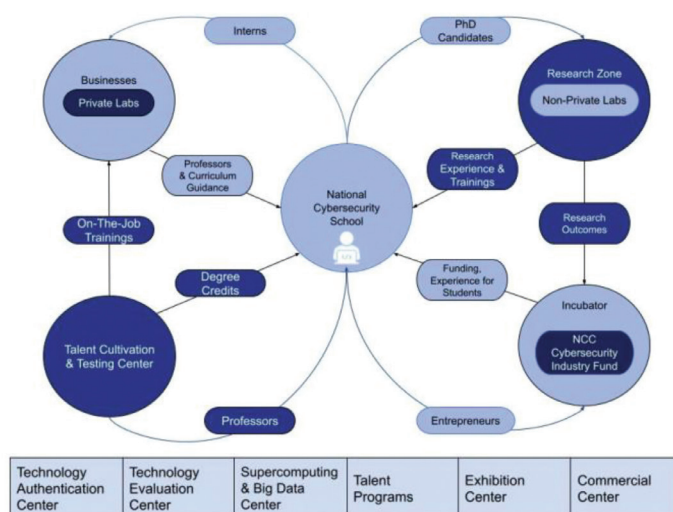 Interns
PhD
Candidates
Businesses
Private Labs
Research Zone
Non-Private Labs
Professors
& Curriculum
Guidance
Research
Experience &
Trainings
National
Cybersecurity
School
On-The-Job
Trainings
Research
Outcomes
Degree
Credits
Funding,
Experience for
Students
Talent Cultivation
& Testing Center
Incubator
NCC
Cybersecurity
Industry Fund
Professors
Entrepreneurs
Technology
Authentication
Center
Technology
Evaluation
Center
Supercomputing
& Big Data
Center
Talent
Programs
Exhibition
Center
Commercial
Center